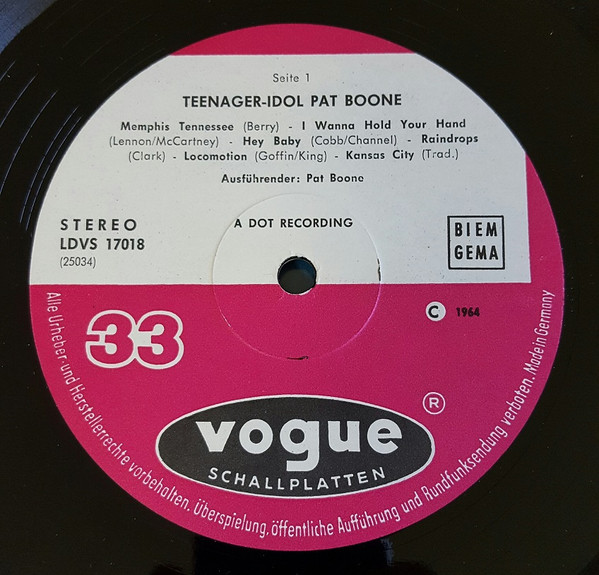 Seite 1
TEENAGER-IDOL PAT BOONE
Memphis Tennessee (Berry) - I Wanna Hold Your Hand
(Lennon/McCartney) - Hey Baby (Cobb/Channel) - Raindrops
(Clark) - Locomotion (Goffin/King) - Kansas City (Trad.)
Ausführender: Pat Boone
STEREO
LDVS 17018
(25034)
A DOT RECORDING
BIEM
GEMA
33
C 1964
vogue ®
SCHALLPLATTEN
Alle Urheber- und Herstellerrechte vorbehalten. Überspielung, öffentliche Aufführung und Rundfunksendung verboten. Made in Germany